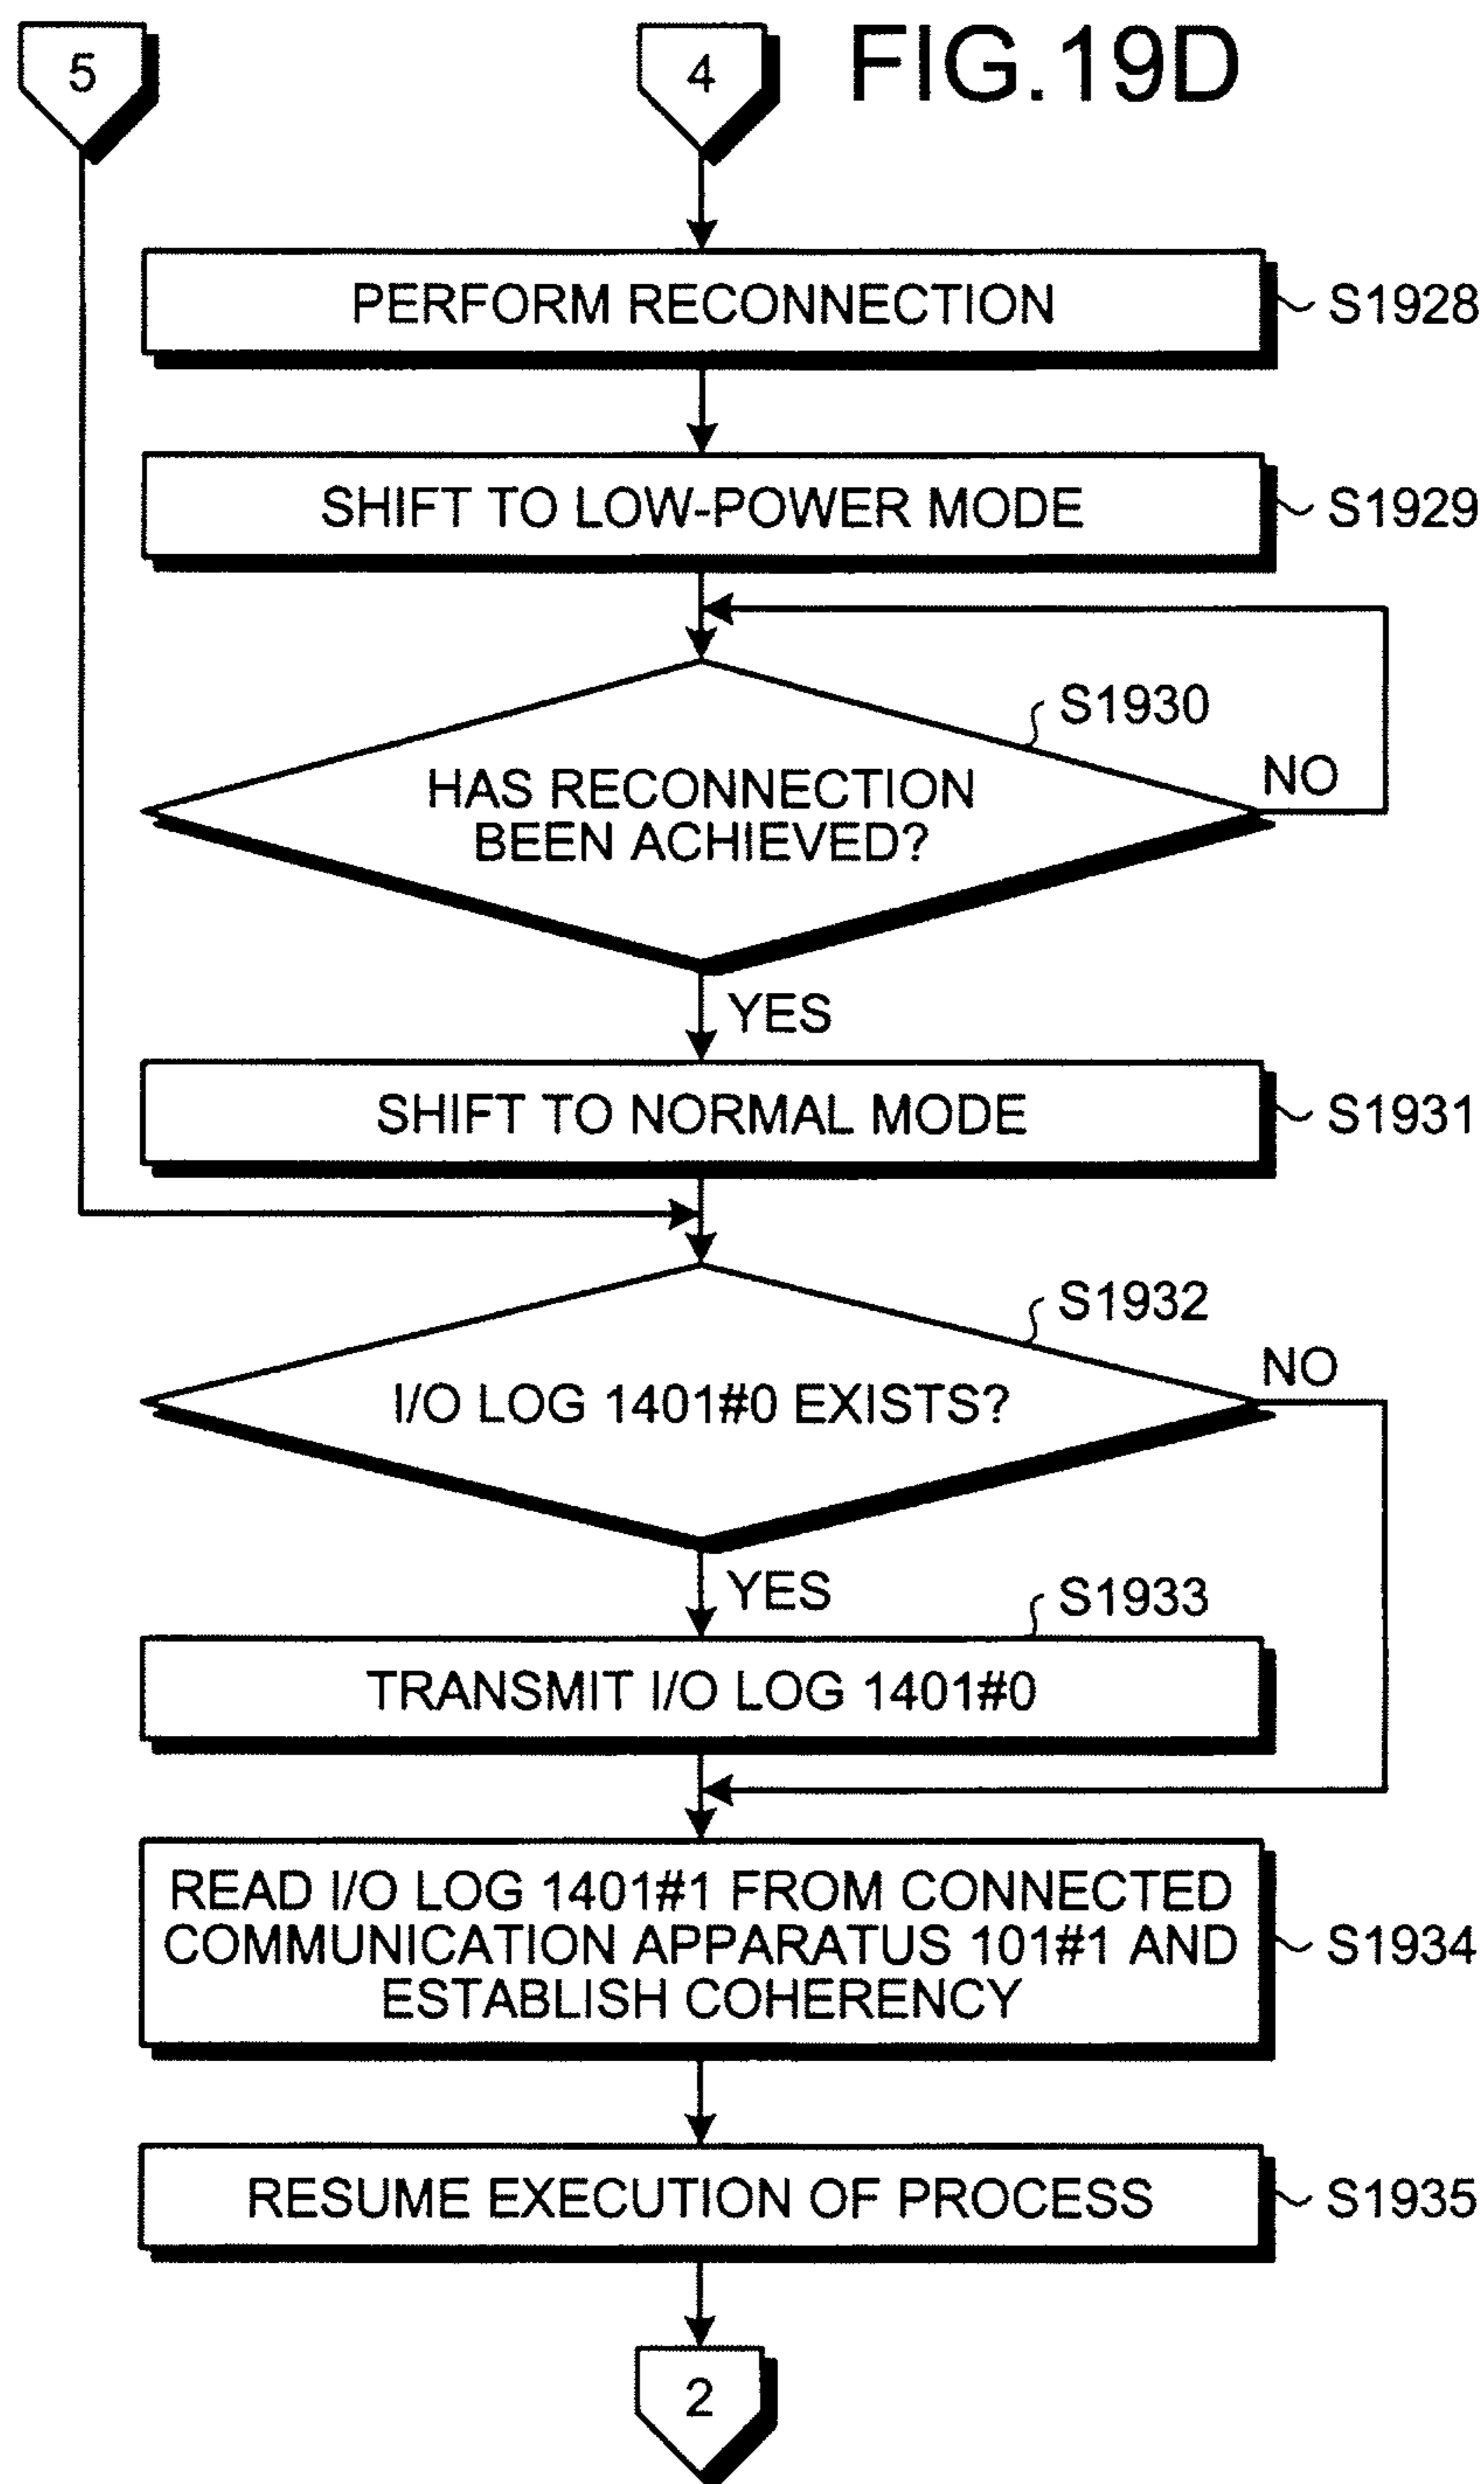 5
4
FIG.19D
PERFORM RECONNECTION
S1928
SHIFT TO LOW-POWER MODE
S1929
S1930
HAS RECONNECTION
BEEN ACHIEVED?
NO
YES
SHIFT TO NORMAL MODE
S1931
S1932
I/O LOG 1401#0 EXISTS?
NO
YES
S1933
TRANSMIT I/O LOG 1401#0
READ I/O LOG 1401#1 FROM CONNECTED
COMMUNICATION APPARATUS 101#1 AND
ESTABLISH COHERENCY
S1934
RESUME EXECUTION OF PROCESS
S1935
2